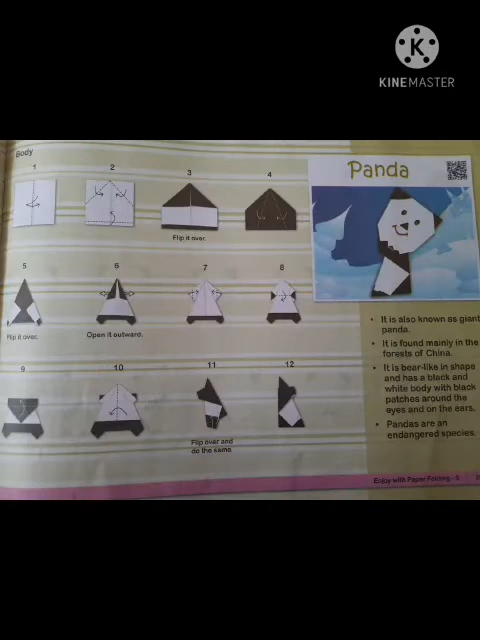 KINEMASTER
Body
Panda
1 2 3 4
Flip it over.
5 6 7 8
Flip it over. Open it outward.
9 10 11 12
Flip over and
do the same
• It is also known as giant
panda.
• It is found mainly in the
forests of China.
• It is bear-like in shape
and has a black and
white body with black
patches around the
eyes and on the ears.
• Pandas are an
endangered species.
Enjoy with Paper Folding - 5